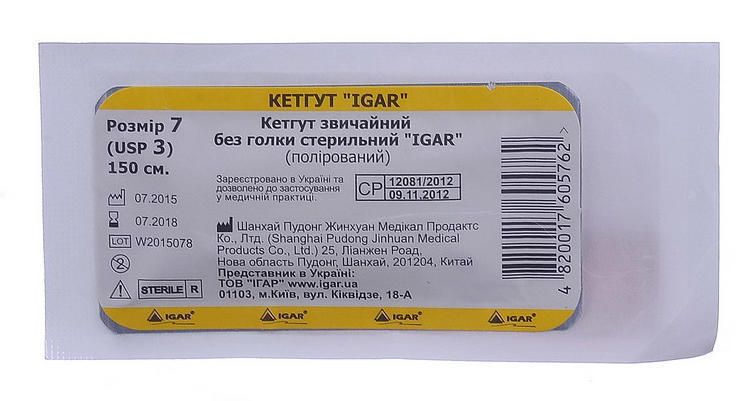 КЕТГУТ "IGAR"
Розмір 7
(USP 3)
150 см.
Кетгут звичайний
без голки стерильний "IGAR"
(полірований)
Зареєстровано в Україні та
дозволено до застосування
у медичній практиці.
СР 12081/2012
09.11.2012
07.2015
07.2018
LOT W2015078
2
STERILE R
Шанхай Пудонг Жинхуан Медікал Продактс
Ко., Лтд. (Shanghai Pudong Jinhuan Medical
Products Co., Ltd.) 25, Ліанжен Роад,
Нова область Пудонг, Шанхай, 201204, Китай
Представник в Україні:
ТОВ "ІГАР" www.igar.ua
01103, м.Київ, вул. Кіквідзе, 18-А
4 820017 605762 >
IGAR®
IGAR®
IGAR®
IGAR®